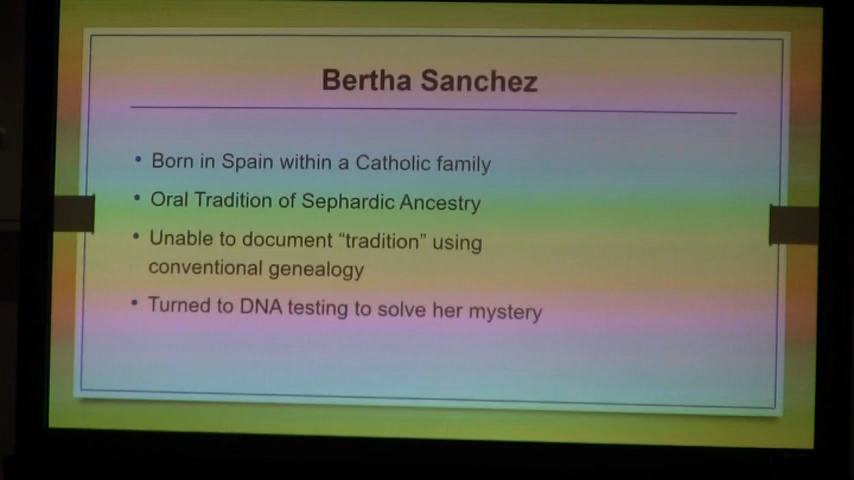 Bertha Sanchez
• Born in Spain within a Catholic family
• Oral Tradition of Sephardic Ancestry
• Unable to document “tradition” using
conventional genealogy
• Turned to DNA testing to solve her mystery